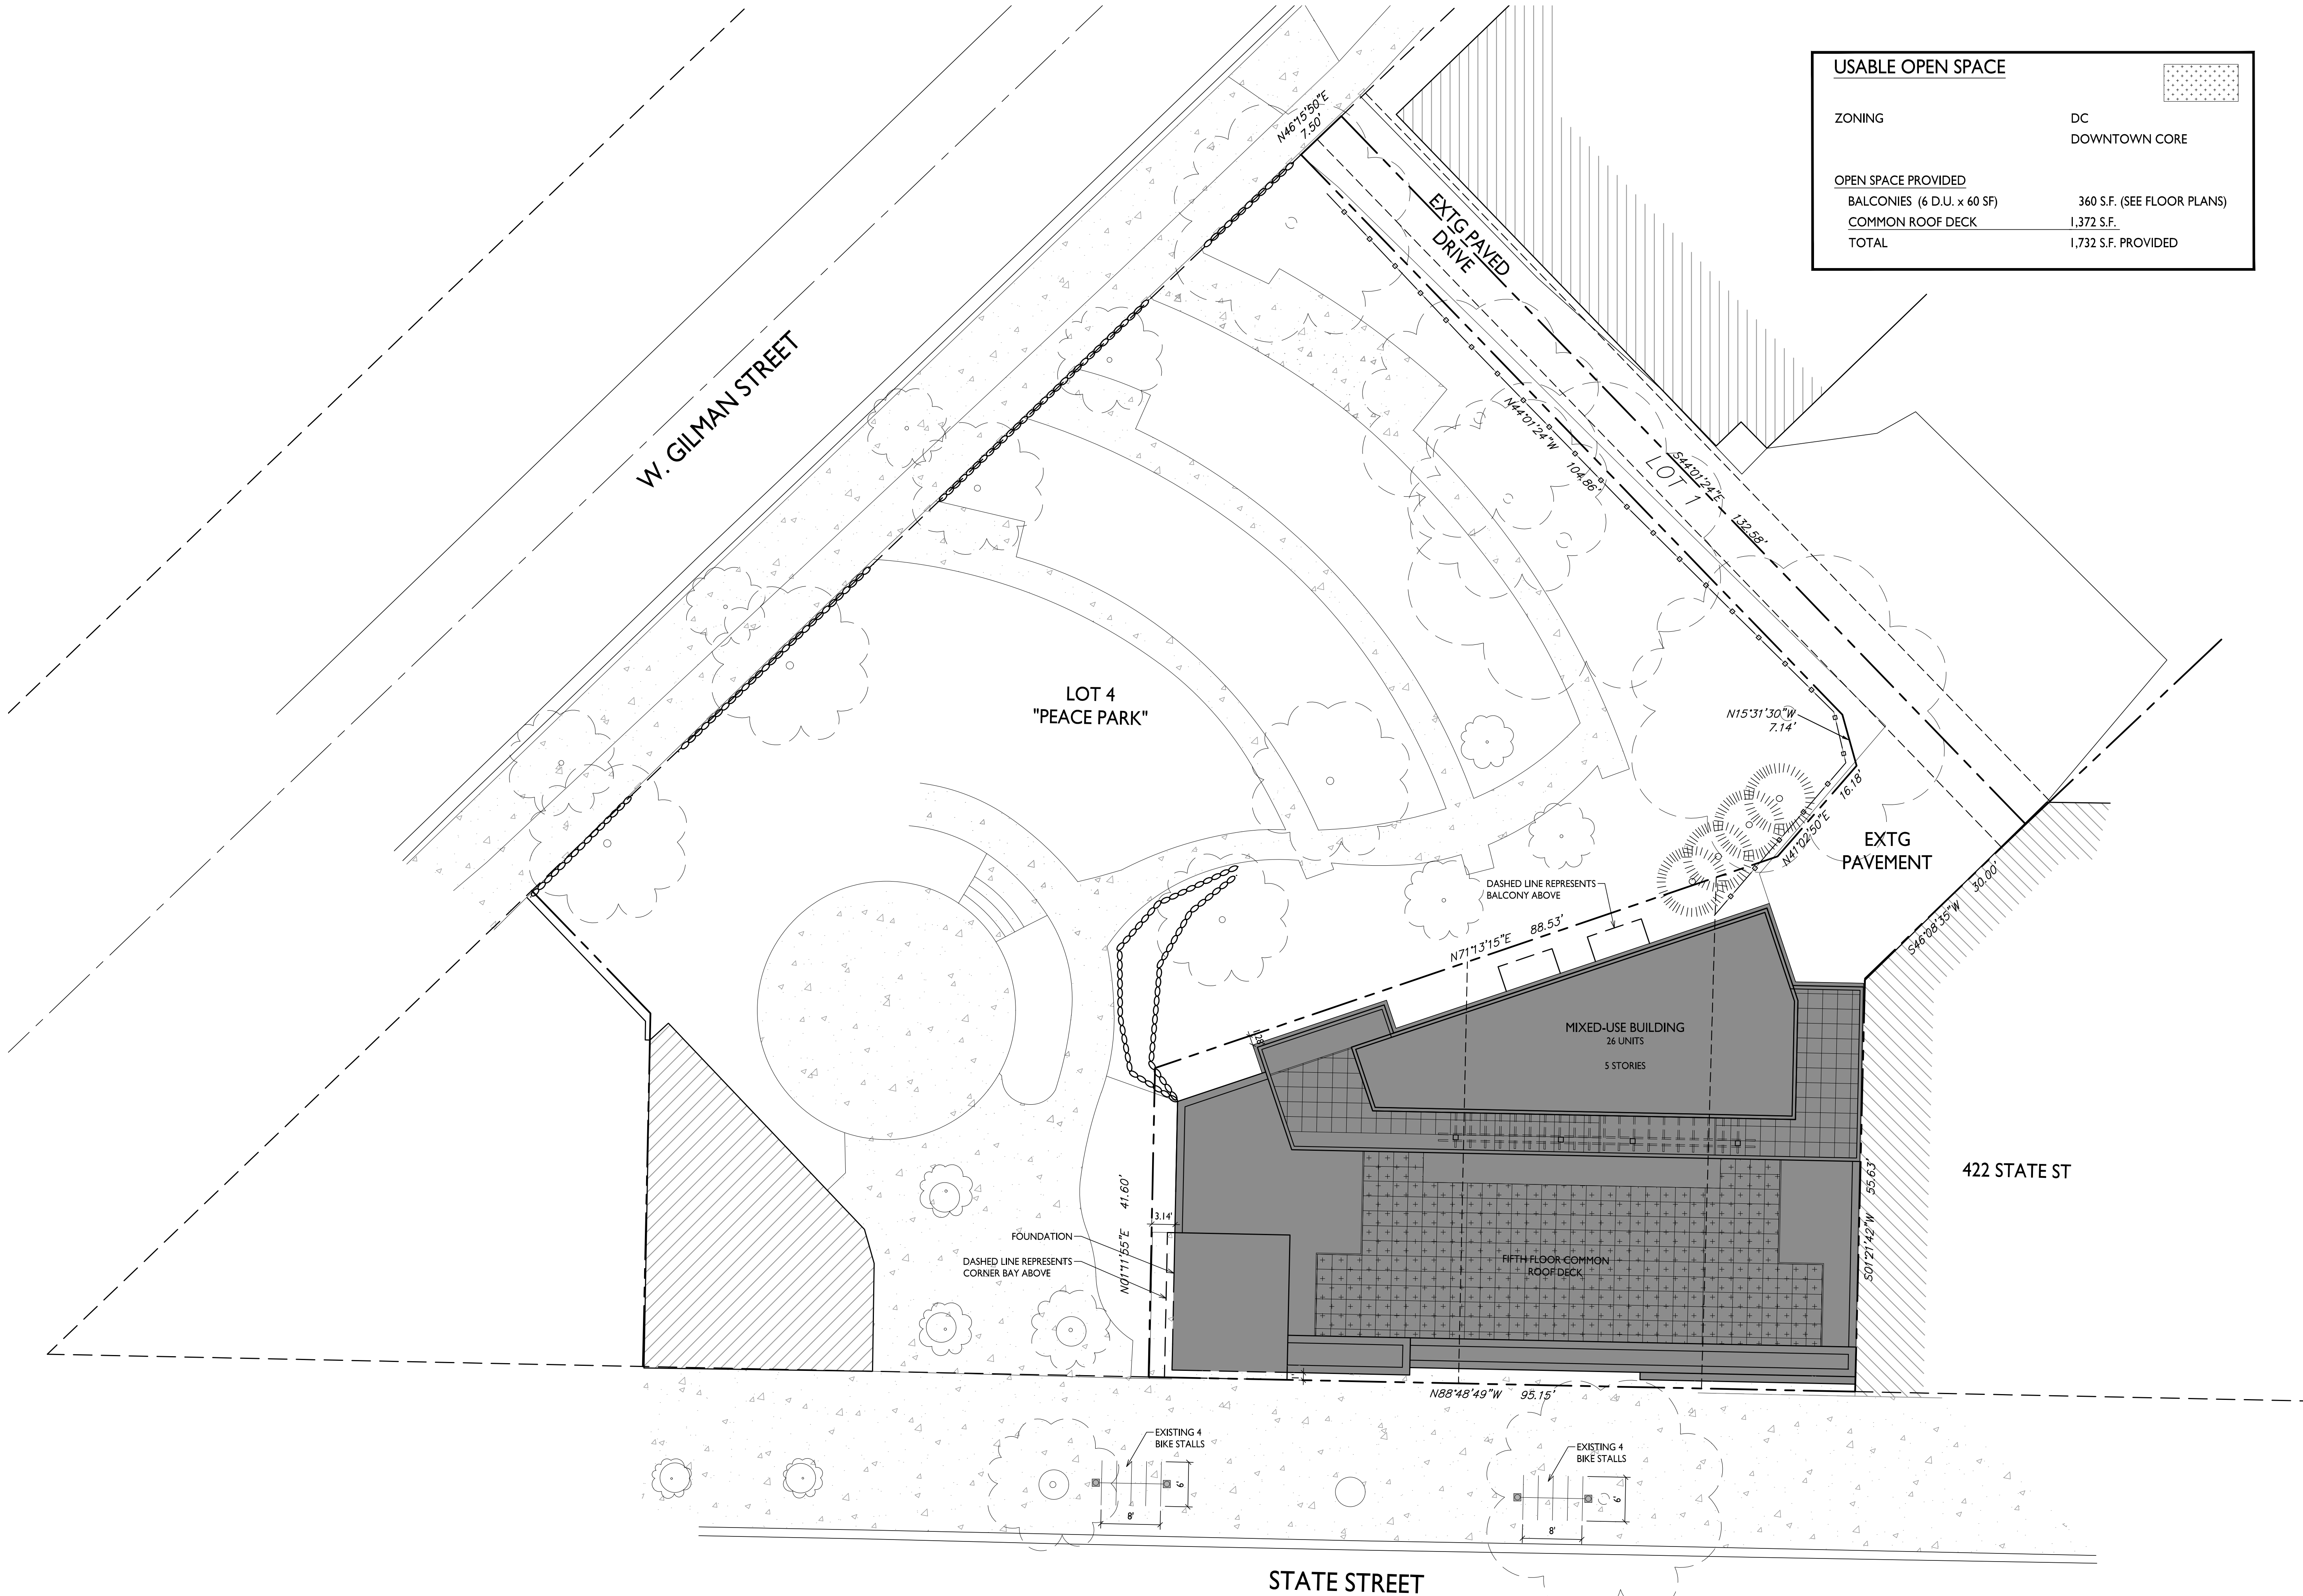 USABLE OPEN SPACE
ZONING DC
DOWNTOWN CORE
OPEN SPACE PROVIDED
BALCONIES (6 D.U. x 60 SF) 360 S.F. (SEE FLOOR PLANS)
COMMON ROOF DECK 1,372 S.F.
TOTAL 1,732 S.F. PROVIDED
N46°15'50"E
7.50'
EXTG PAVED
DRIVE
W. GILMAN STREET
N44°01'24"W 104.86'
LOT 1
S44°01'24"E 132.58'
LOT 4
"PEACE PARK"
N15°31'30"W
7.14'
16.18'
N41°02'50"E
EXTG
PAVEMENT
DASHED LINE REPRESENTS
BALCONY ABOVE
30.00'
S46°08'35"W
N71°13'15"E 88.53'
MIXED-USE BUILDING
26 UNITS
5 STORIES
422 STATE ST
N01°11'55"E 41.60'
3.14'
S01°21'42"W 55.63'
FOUNDATION
DASHED LINE REPRESENTS
CORNER BAY ABOVE
FIFTH FLOOR COMMON
ROOF DECK
N88°48'49"W 95.15'
EXISTING 4
BIKE STALLS
6'
8'
EXISTING 4
BIKE STALLS
6'
8'
STATE STREET